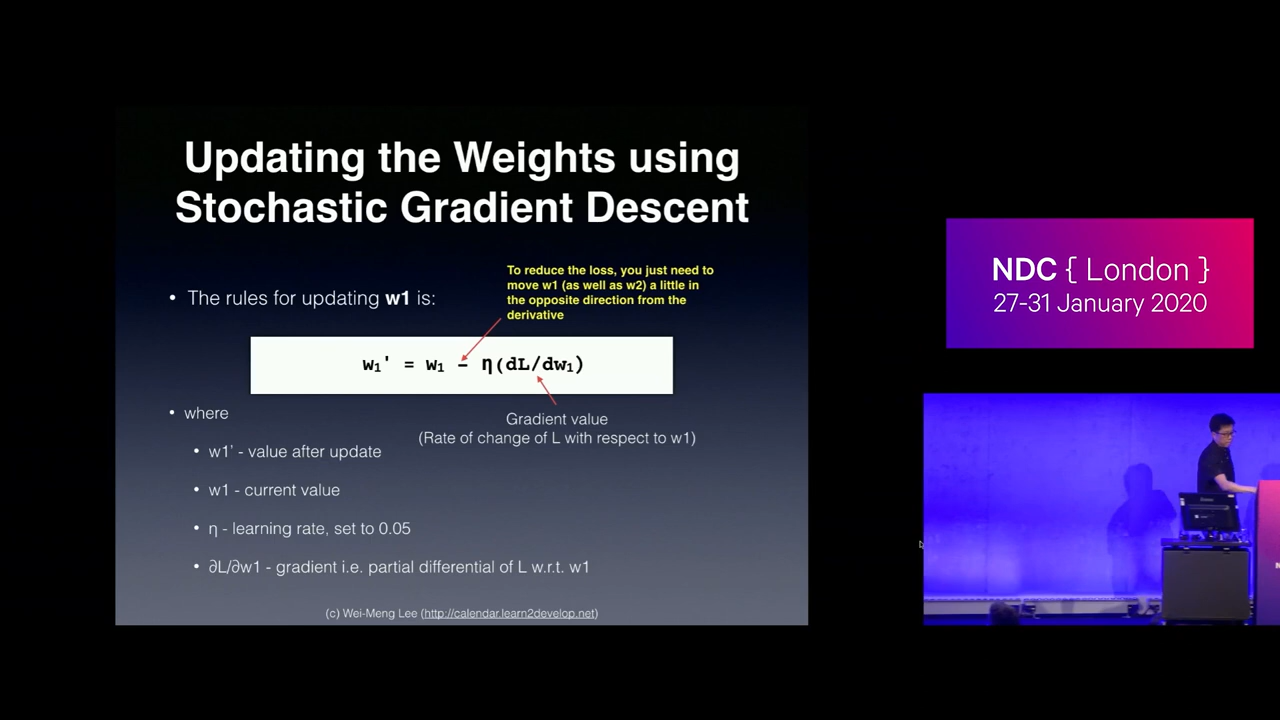 Updating the Weights using
Stochastic Gradient Descent
To reduce the loss, you just need to
move w1 (as well as w2) a little in
the opposite direction from the
derivative
• The rules for updating w1 is:
w₁' = w₁ – η(dL/dw₁)
• where
Gradient value
(Rate of change of L with respect to w1)
• w1' - value after update
• w1 - current value
• η - learning rate, set to 0.05
• ∂L/∂w1 - gradient i.e. partial differential of L w.r.t. w1
(c) Wei-Meng Lee (http://calendar.learn2develop.net)
NDC { London }
27-31 January 2020